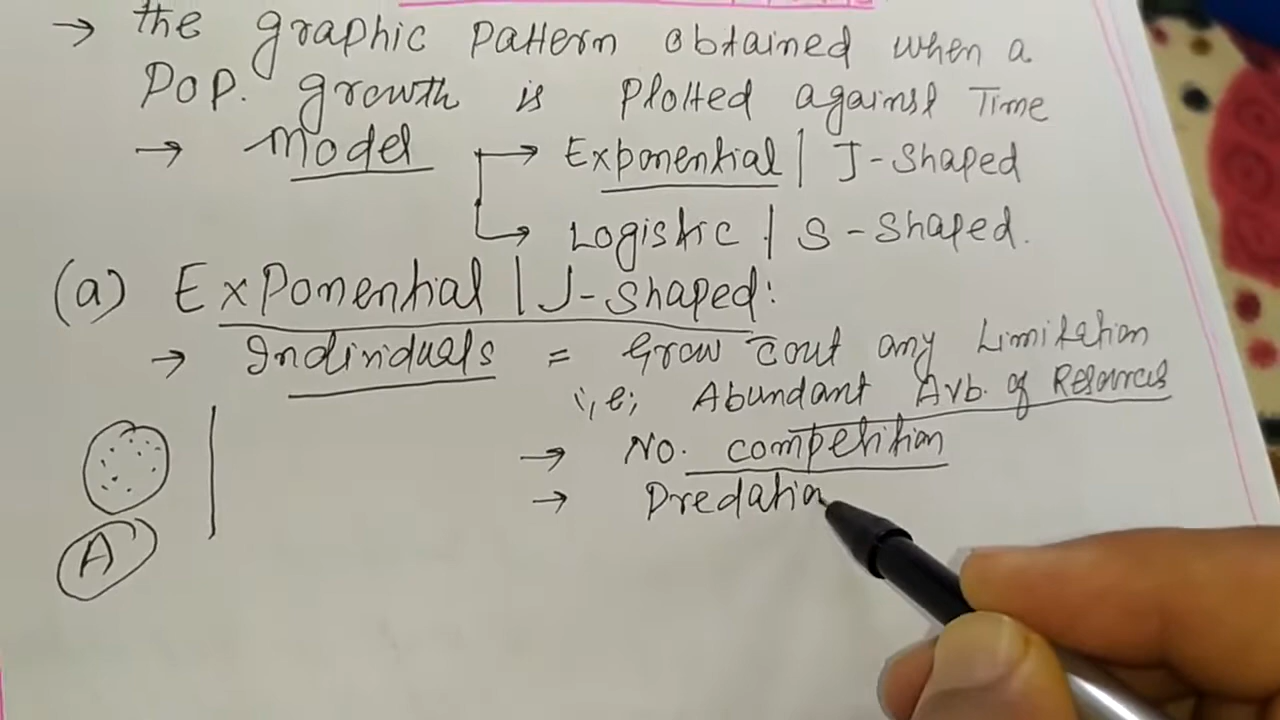 → the graphic pattern obtained when a
Pop. growth is plotted against Time
→ Model → Exponential | J-shaped
→ Logistic | S-shaped.
(a) Exponential | J-shaped:
→ Individuals = Grow c̄out any Limitation
i,e; Abundant Avb. of Resources
→ No. competition
→ Predatio
A